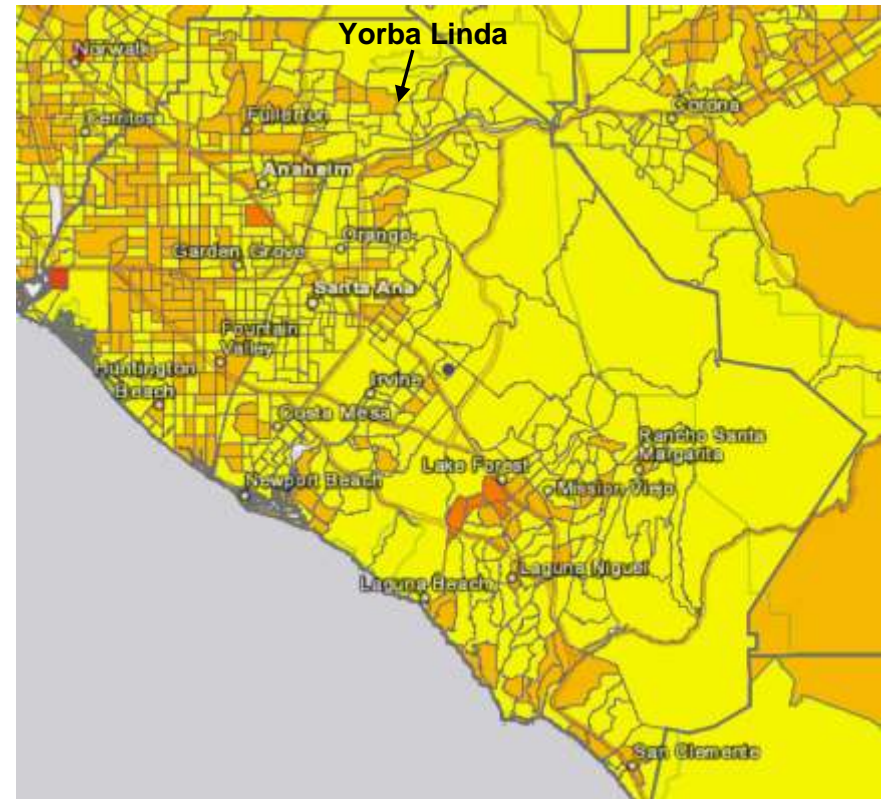 Yorba Linda
Norwalk
Corona
Cerritos
Fullerton
Anaheim
Orange
Garden Grove
Santa Ana
Fountain
Valley
Huntington
Beach
Irvine
Costa Mesa
Rancho Santa
Margarita
Lake Forest
Newport Beach
Mission Viejo
Laguna Niguel
Laguna Beach
San Clemente